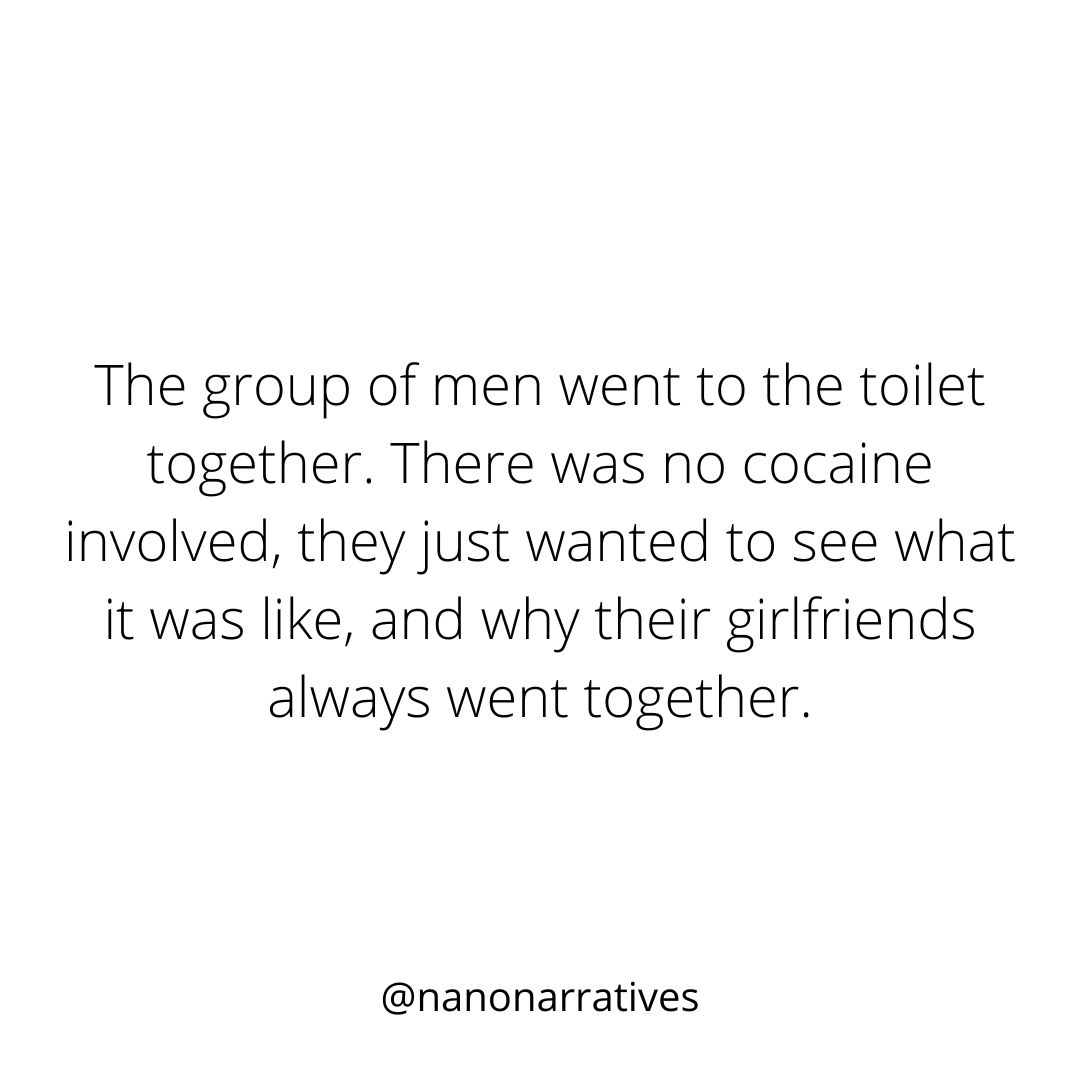 The group of men went to the toilet
together. There was no cocaine
involved, they just wanted to see what
it was like, and why their girlfriends
always went together.
@nanonarratives